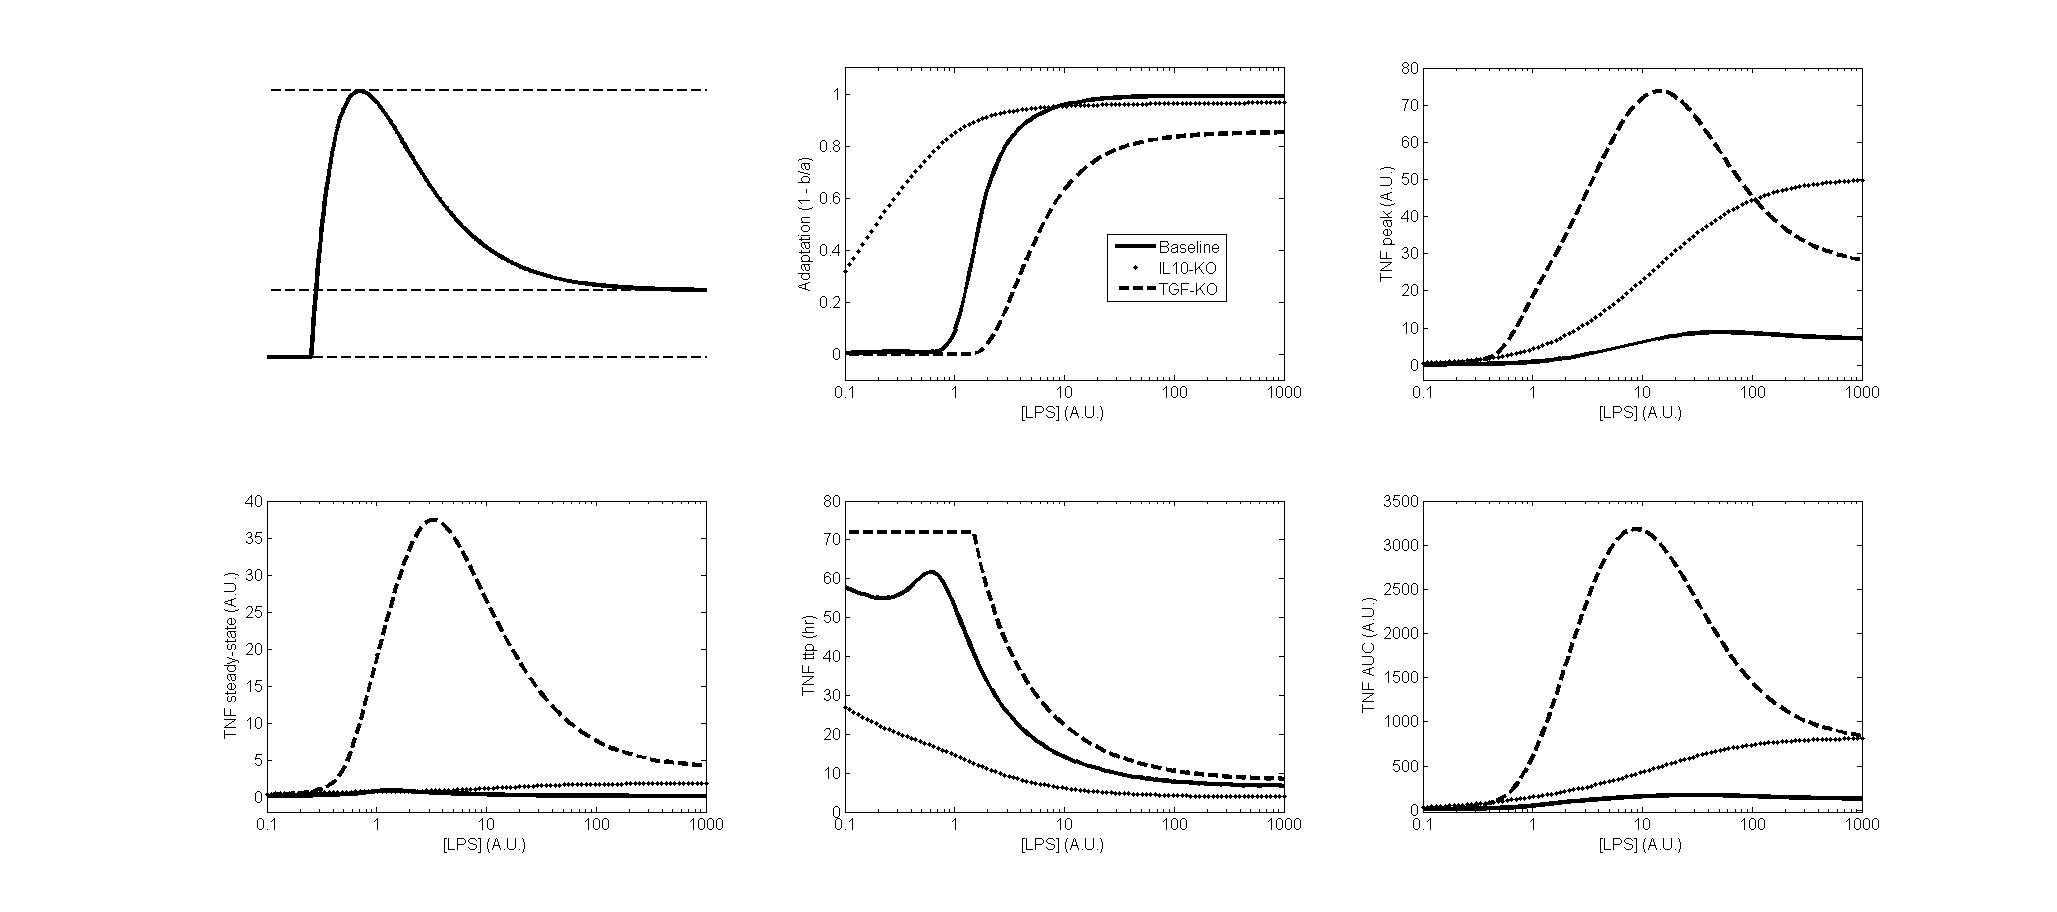 1
0.8
0.6
0.4
0.2
0
Adaptation (1 - b/a)
Baseline
IL10-KO
TGF-KO
0.1 1 10 100 1000
[LPS] (A.U.)
80
70
60
50
40
30
20
10
0
TNF peak (A.U.)
0.1 1 10 100 1000
[LPS] (A.U.)
40
35
30
25
20
15
10
5
0
TNF steady-state (A.U.)
0.1 1 10 100 1000
[LPS] (A.U.)
80
70
60
50
40
30
20
10
0
TNF ttp (hr)
0.1 1 10 100 1000
[LPS] (A.U.)
3500
3000
2500
2000
1500
1000
500
0
TNF AUC (A.U.)
0.1 1 10 100 1000
[LPS] (A.U.)